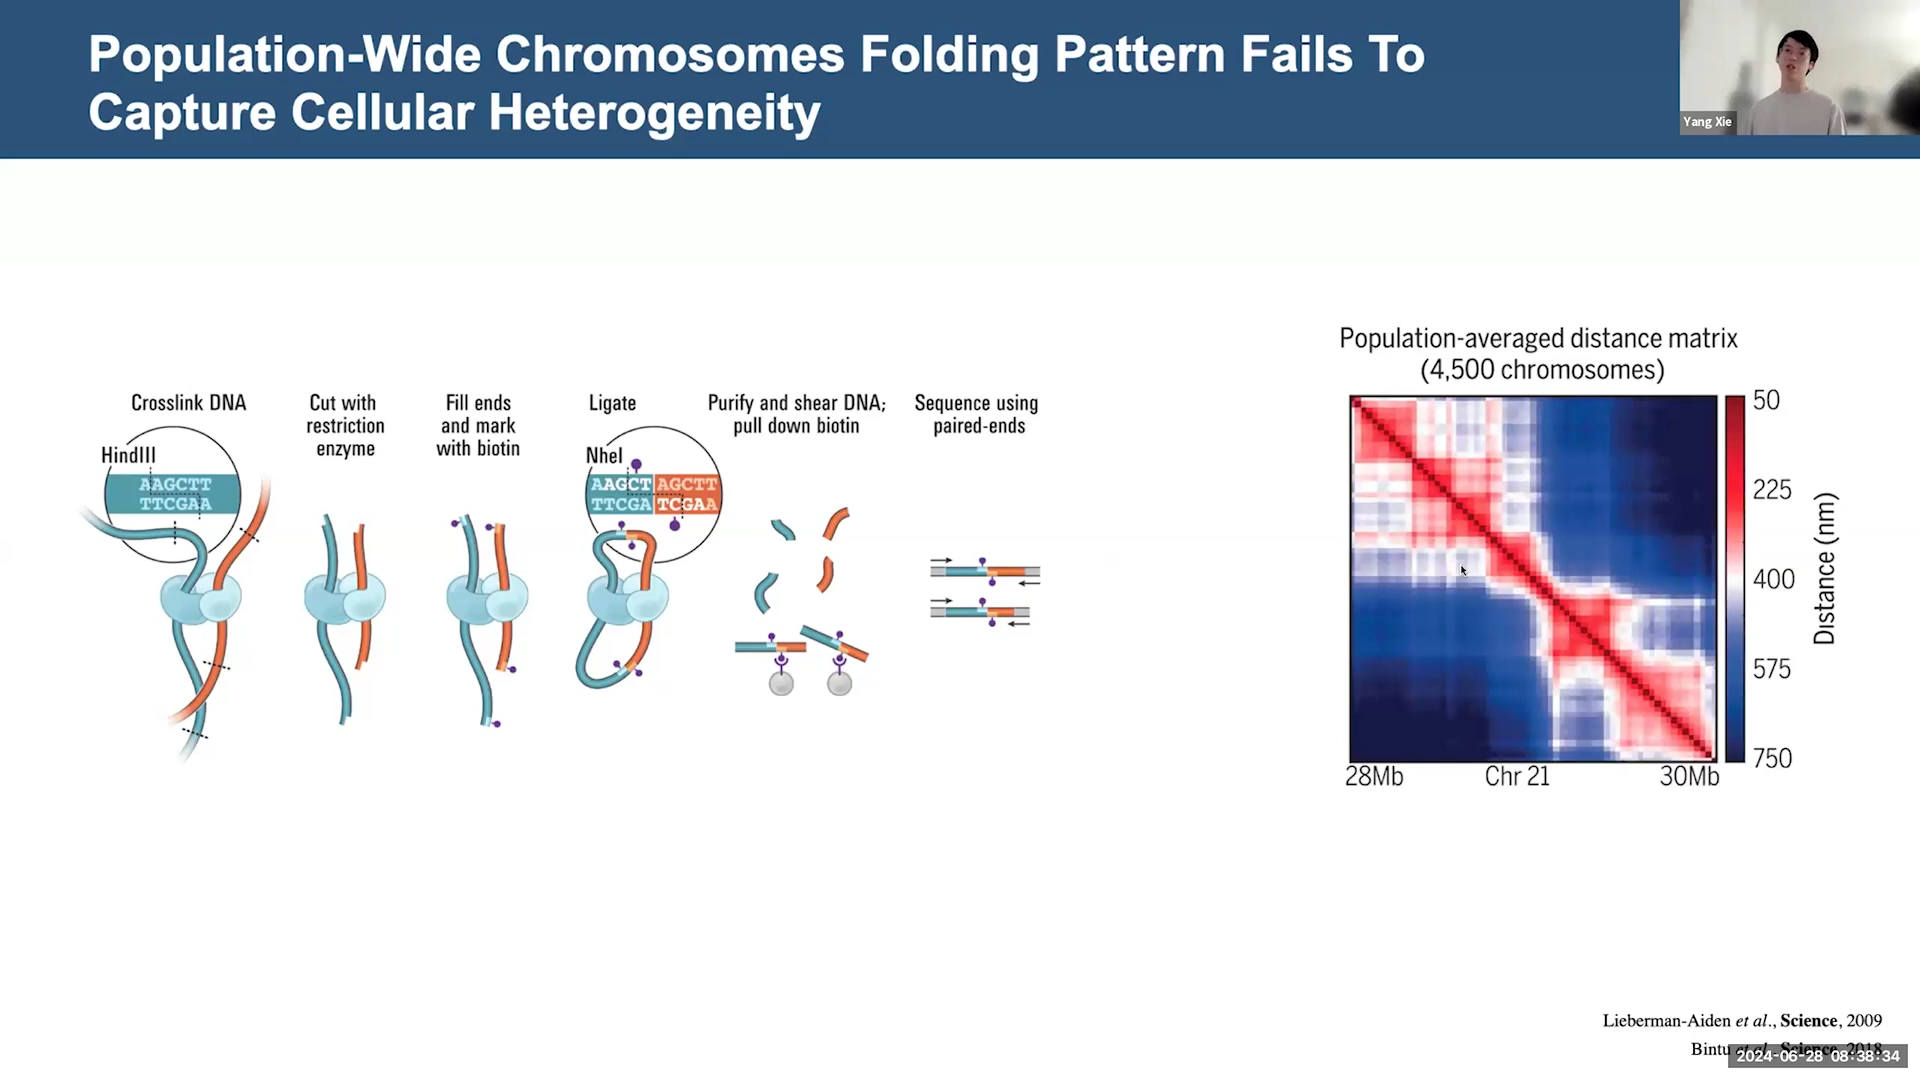 Population-Wide Chromosomes Folding Pattern Fails To
Capture Cellular Heterogeneity
Yang Xie
Crosslink DNA
Cut with
restriction
enzyme
Fill ends
and mark
with biotin
Ligate
Purify and shear DNA;
pull down biotin
Sequence using
paired-ends
HindIII
AAGCTT
TTCGAA
NheI
AAGCT AGCTT
TTCGA TCGAA
Population-averaged distance matrix
(4,500 chromosomes)
50
225
400
575
750
Distance (nm)
28Mb
Chr 21
30Mb
Lieberman-Aiden et al., Science, 2009
Bintu et al., Science, 2018
2024-06-28 08:38:34